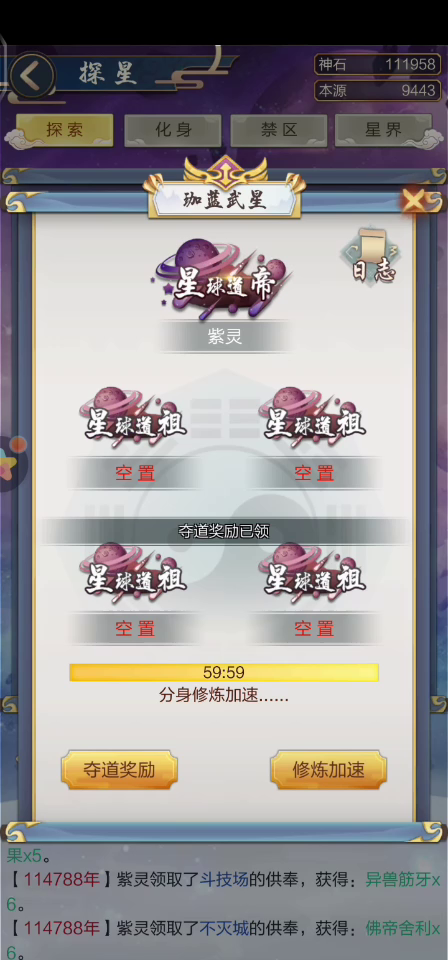 探星
神石 111958
本源 9443
探索 化身 禁区 星界
珈蓝武星
日志
星球道帝
紫灵
星球道祖 星球道祖
空置 空置
夺道奖励已领
星球道祖 星球道祖
空置 空置
59:59
分身修炼加速......
夺道奖励 修炼加速
果x5。
【114788年】紫灵领取了斗技场的供奉，获得：异兽筋牙x
6。
【114788年】紫灵领取了不灭城的供奉，获得：佛帝舍利x
6。